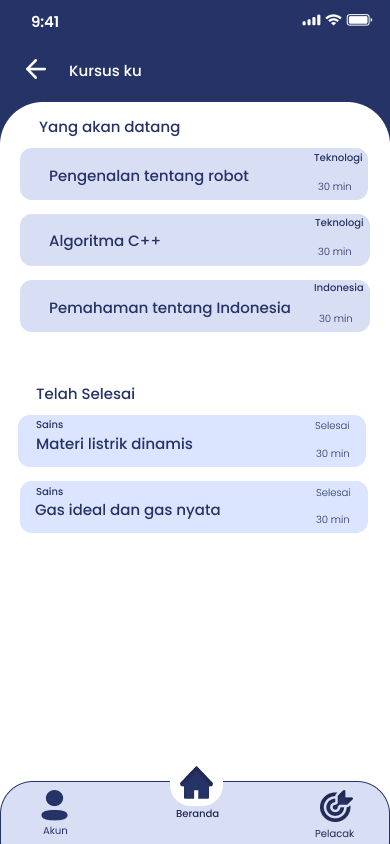 9:41
Kursus ku
Yang akan datang
Teknologi
Pengenalan tentang robot
30 min
Teknologi
Algoritma C++
30 min
Indonesia
Pemahaman tentang Indonesia
30 min
Telah Selesai
Sains
Selesai
Materi listrik dinamis
30 min
Sains
Selesai
Gas ideal dan gas nyata
30 min
Akun
Beranda
Pelacak